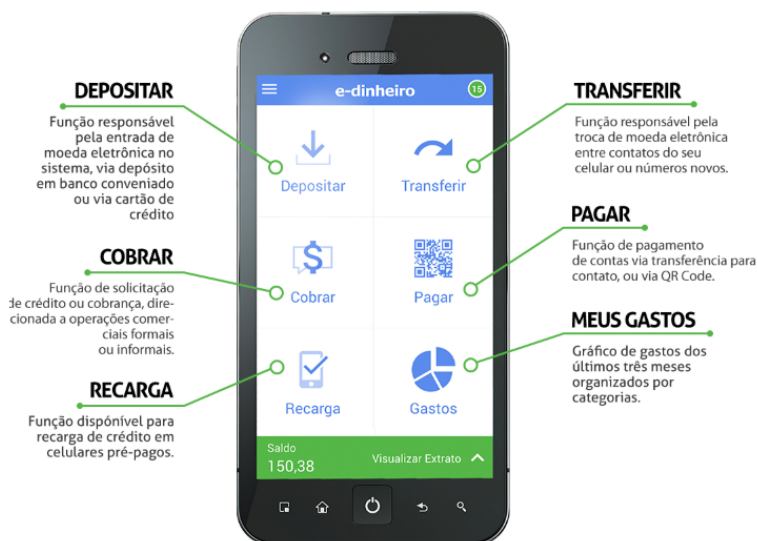 DEPOSITAR
Função responsável
pela entrada de
moeda eletrônica no
sistema, via depósito
em banco conveniado
ou via cartão de
crédito
COBRAR
Função de solicitação
de crédito ou cobrança, dire-
cionada a operações comer-
ciais formais
ou informais.
RECARGA
Função dispónível para
recarga de crédito em
celulares pré-pagos.
e-dinheiro
15
Depositar
Transferir
Cobrar
Pagar
Recarga
Gastos
Saldo
150,38
Visualizar Extrato
TRANSFERIR
Função responsável pela
troca de moeda eletrônica
entre contatos do seu
celular ou números novos.
PAGAR
Função de pagamento
de contas via transferência para
contato, ou via QR Code.
MEUS GASTOS
Gráfico de gastos dos
últimos três meses
organizados por
categorias.